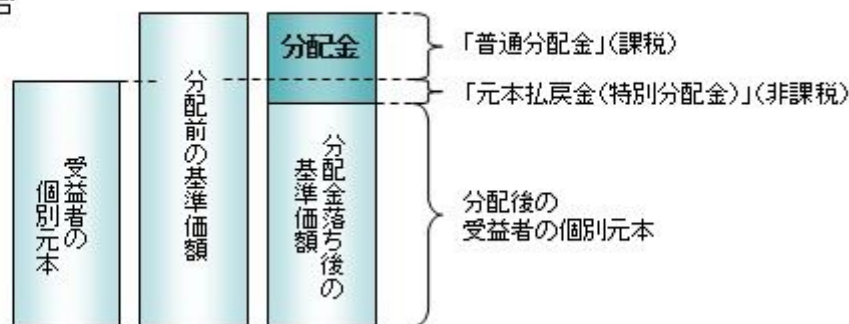 受益者の
個別元本
分配前の基準価額
分配金
分配金落ち後の
基準価額
「普通分配金」(課税)
「元本払戻金(特別分配金)」(非課税)
分配後の
受益者の個別元本